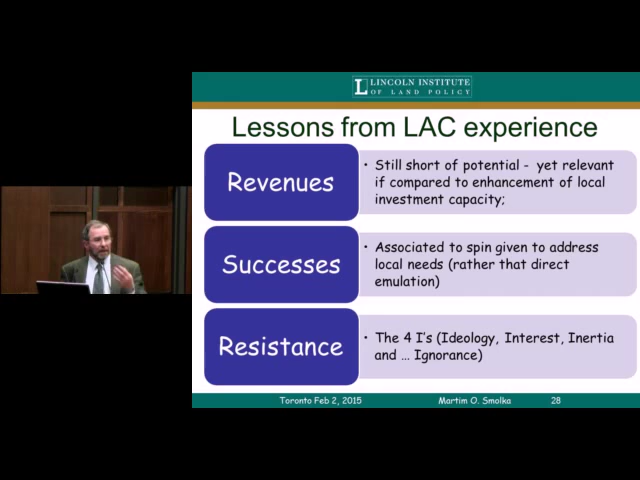 LINCOLN INSTITUTE
OF LAND POLICY
Lessons from LAC experience
Revenues
• Still short of potential - yet relevant
if compared to enhancement of local
investment capacity;
Successes
• Associated to spin given to address
local needs (rather that direct
emulation)
Resistance
• The 4 I's (Ideology, Interest, Inertia
and ... Ignorance)
Toronto Feb 2, 2015 Martim O. Smolka 28